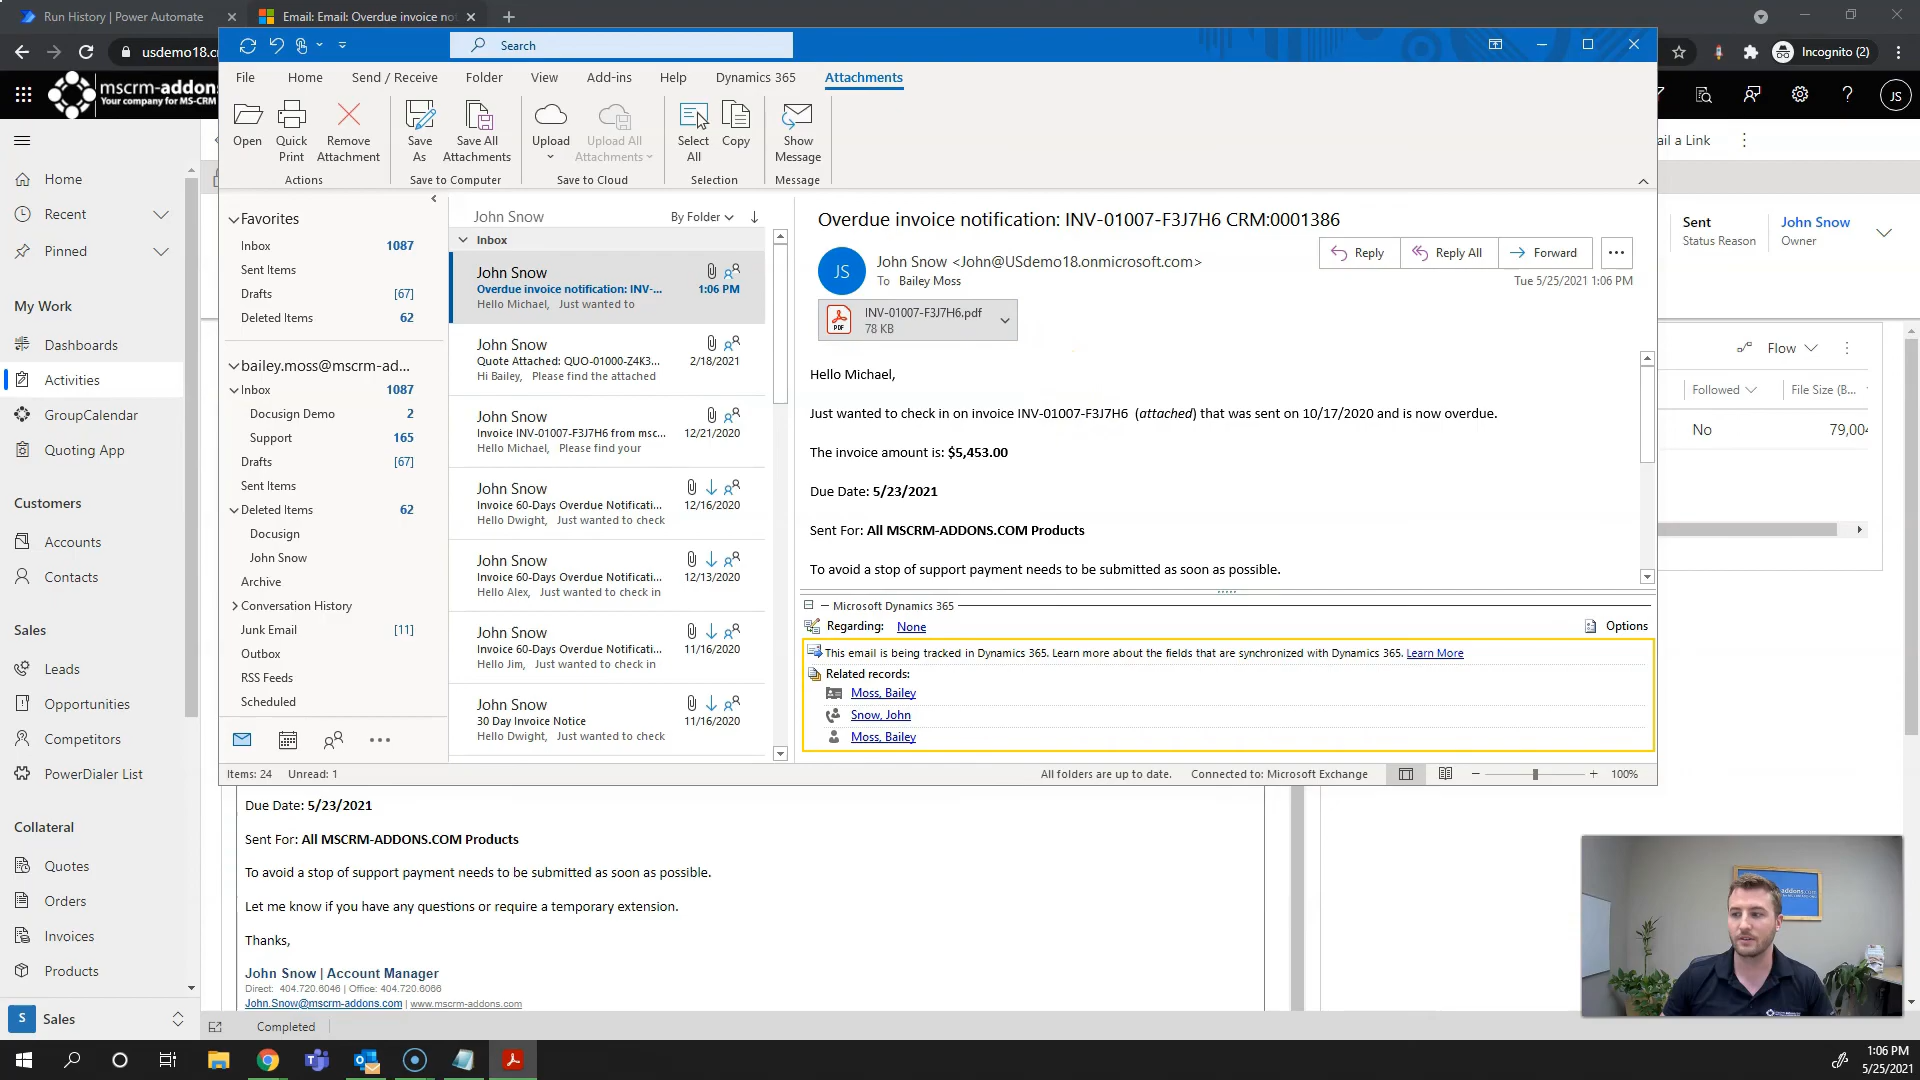 Run History | Power Automate
Email: Email: Overdue invoice not
usdemo18.c
Incognito (2)
Search
File Home Send / Receive Folder View Add-ins Help Dynamics 365 Attachments
mscrm-addons
Your company for MS-CRM
JS
Open
Quick
Print
Remove
Attachment
Actions
Save
As
Save All
Attachments
Save to Computer
Upload
Upload All
Attachments
Save to Cloud
Select
All
Copy
Selection
Show
Message
Message
ail a Link
Home
Recent
Pinned
My Work
Dashboards
Activities
GroupCalendar
Quoting App
Customers
Accounts
Contacts
Sales
Leads
Opportunities
Competitors
PowerDialer List
Collateral
Quotes
Orders
Invoices
Products
S Sales
Favorites
Inbox 1087
Sent Items
Drafts [67]
Deleted Items 62
bailey.moss@mscrm-ad...
Inbox 1087
Docusign Demo 2
Support 165
Drafts [67]
Sent Items
Deleted Items 62
Docusign
John Snow
Archive
Conversation History
Junk Email [11]
Outbox
RSS Feeds
Scheduled
John Snow By Folder
Inbox
John Snow
Overdue invoice notification: INV-... 1:06 PM
Hello Michael, Just wanted to
John Snow
Quote Attached: QUO-01000-Z4K3... 2/18/2021
Hi Bailey, Please find the attached
John Snow
Invoice INV-01007-F3J7H6 from msc... 12/21/2020
Hello Michael, Please find your
John Snow
Invoice 60-Days Overdue Notificati... 12/16/2020
Hello Dwight, Just wanted to check
John Snow
Invoice 60-Days Overdue Notificati... 12/13/2020
Hello Alex, Just wanted to check in
John Snow
Invoice 60-Days Overdue Notificati... 11/16/2020
Hello Jim, Just wanted to check in
John Snow
30 Day Invoice Notice 11/16/2020
Hello Dwight, Just wanted to check
Overdue invoice notification: INV-01007-F3J7H6 CRM:0001386
JS
John Snow <John@USdemo18.onmicrosoft.com>
To Bailey Moss
Reply Reply All Forward
Tue 5/25/2021 1:06 PM
PDF
INV-01007-F3J7H6.pdf
78 KB
Hello Michael,
Just wanted to check in on invoice INV-01007-F3J7H6 (attached) that was sent on 10/17/2020 and is now overdue.
The invoice amount is: $5,453.00
Due Date: 5/23/2021
Sent For: All MSCRM-ADDONS.COM Products
To avoid a stop of support payment needs to be submitted as soon as possible.
Microsoft Dynamics 365
Regarding: None Options
This email is being tracked in Dynamics 365. Learn more about the fields that are synchronized with Dynamics 365. Learn More
Related records:
Moss, Bailey
Snow, John
Moss, Bailey
Items: 24 Unread: 1 All folders are up to date. Connected to: Microsoft Exchange 100%
Sent
Status Reason
John Snow
Owner
Flow
Followed File Size (B...
No 79,004
Due Date: 5/23/2021
Sent For: All MSCRM-ADDONS.COM Products
To avoid a stop of support payment needs to be submitted as soon as possible.
Let me know if you have any questions or require a temporary extension.
Thanks,
John Snow | Account Manager
Direct: 404.720.6046 | Office: 404.720.6066
John.Snow@mscrm-addons.com | www.mscrm-addons.com
Completed
1:06 PM
5/25/2021